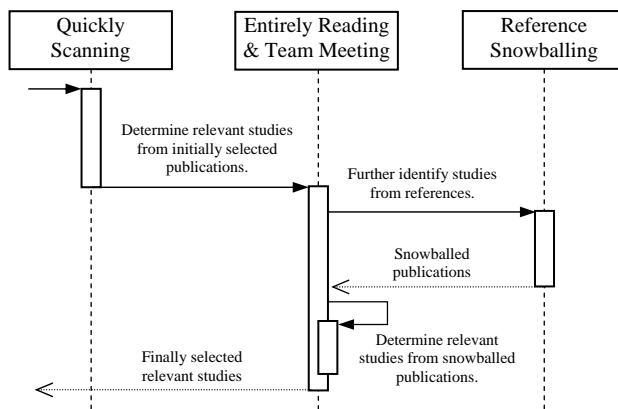 Quickly
Scanning
Entirely Reading
& Team Meeting
Reference
Snowballing
Determine relevant studies
from initially selected
publications.
Further identify studies
from references.
Snowballed
publications
Determine relevant
studies from snowballed
publications.
Finally selected
relevant studies